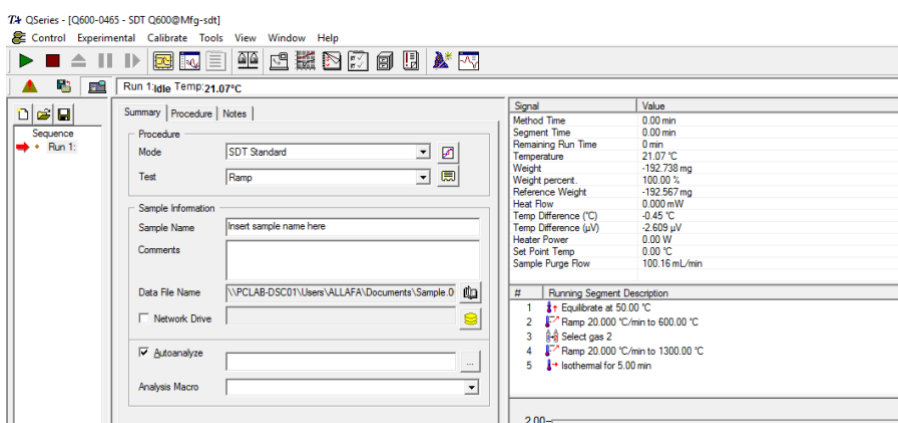 QSeries - [Q600-0465 - SDT Q600@Mfg-sdt]
Control Experimental Calibrate Tools View Window Help
Run 1:Idle Temp:21.07°C
Sequence
Run 1:
Summary Procedure Notes
Procedure
Mode SDT Standard
Test Ramp
Sample Information
Sample Name Insert sample name here
Comments
Data File Name \\PCLAB-DSC01\Users\ALLAFA\Documents\Sample.0
Network Drive
Autoanalyze ...
Analysis Macro
Signal Value
Method Time 0.00 min
Segment Time 0.00 min
Remaining Run Time 0 min
Temperature 21.07 °C
Weight -192.738 mg
Weight percent. 100.00 %
Reference Weight -192.567 mg
Heat Flow 0.000 mW
Temp Difference (°C) -0.45 °C
Temp Difference (µV) -2.609 µV
Heater Power 0.00 W
Set Point Temp 0.00 °C
Sample Purge Flow 100.16 mL/min
# Running Segment Description
1 Equilibrate at 50.00 °C
2 Ramp 20.000 °C/min to 600.00 °C
3 Select gas 2
4 Ramp 20.000 °C/min to 1300.00 °C
5 Isothermal for 5.00 min
2.00